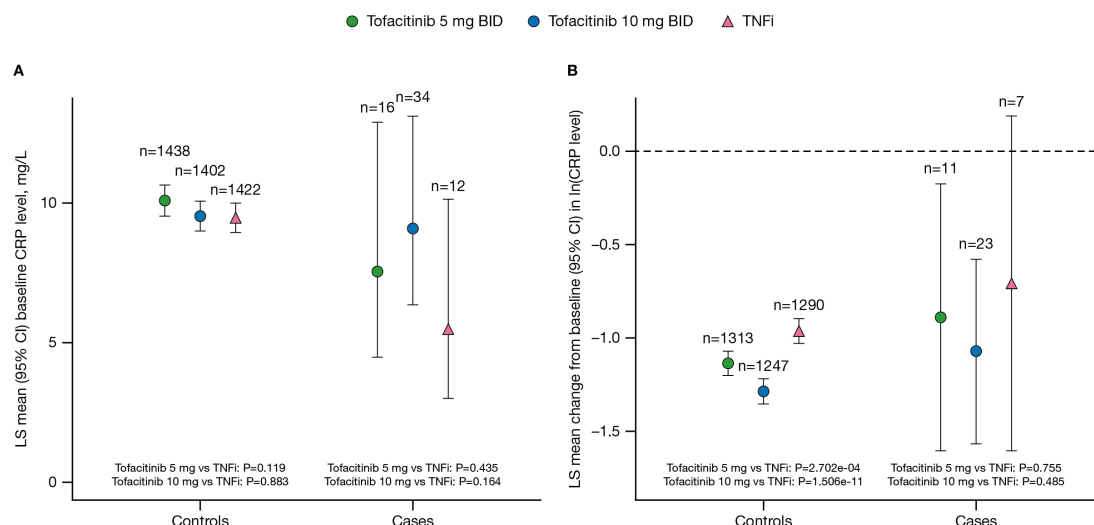 Tofacitinib 5 mg BID Tofacitinib 10 mg BID TNFi
A
LS mean (95% CI) baseline CRP level, mg/L
10
5
0
n=1438
n=1402
n=1422
n=16
n=34
n=12
Tofacitinib 5 mg vs TNFi: P=0.119
Tofacitinib 10 mg vs TNFi: P=0.883
Tofacitinib 5 mg vs TNFi: P=0.435
Tofacitinib 10 mg vs TNFi: P=0.164
Controls Cases
B
LS mean change from baseline (95% CI) in ln(CRP level)
0.0
−0.5
−1.0
−1.5
n=1313
n=1247
n=1290
n=11
n=23
n=7
Tofacitinib 5 mg vs TNFi: P=2.702e-04
Tofacitinib 10 mg vs TNFi: P=1.506e-11
Tofacitinib 5 mg vs TNFi: P=0.755
Tofacitinib 10 mg vs TNFi: P=0.485
Controls Cases